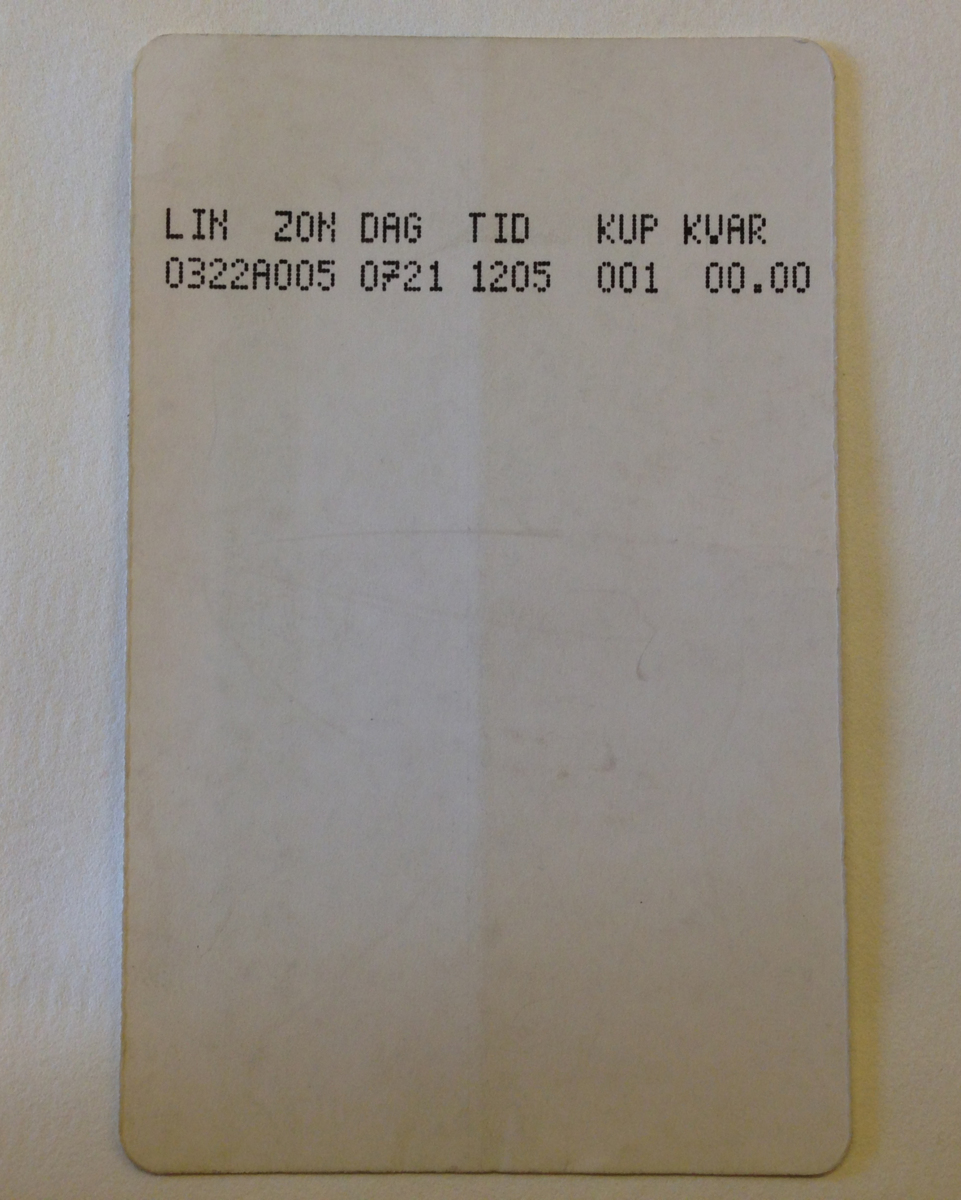 LIN ZON DAG TID KUP KVAR
0322A005 0721 1205 001 00.00